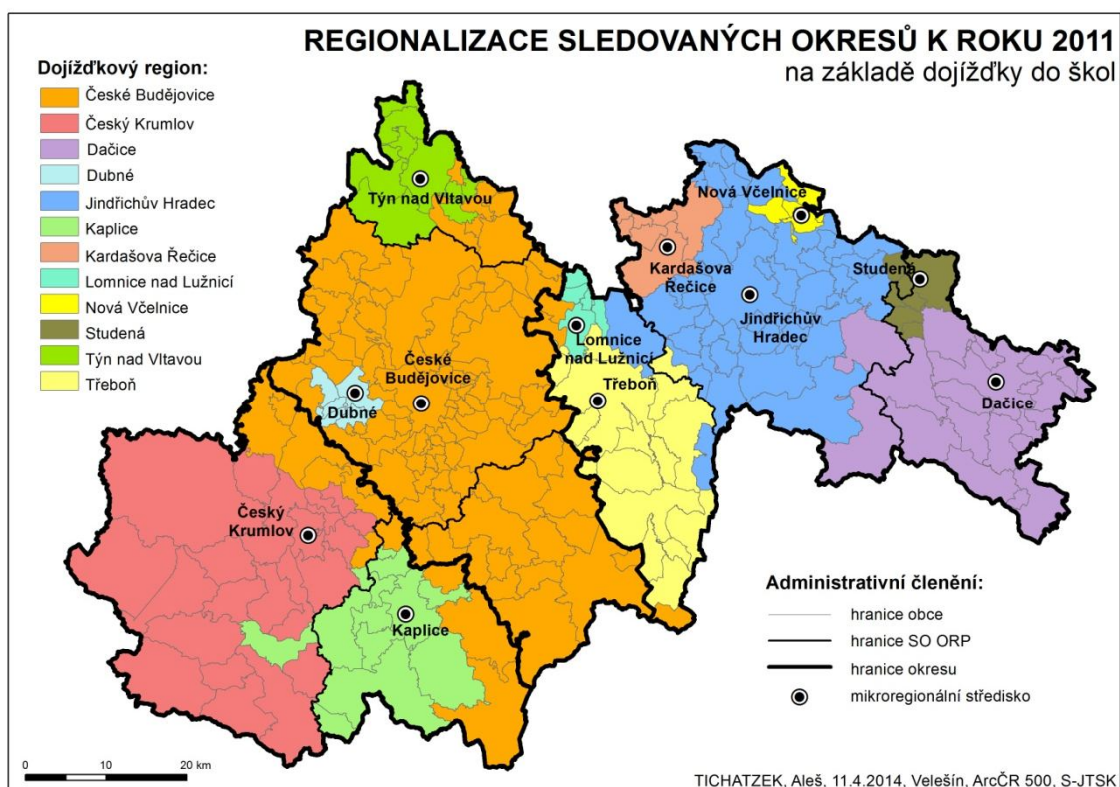 REGIONALIZACE SLEDOVANÝCH OKRESŮ K ROKU 2011
na základě dojížďky do škol
Dojížďkový region:
České Budějovice
Český Krumlov
Dačice
Dubné
Jindřichův Hradec
Kaplice
Kardašova Řečice
Lomnice nad Lužnicí
Nová Včelnice
Studená
Týn nad Vltavou
Třeboň
Týn nad Vltavou
Nová Včelnice
Kardašova
Řečice
Studená
Jindřichův
Hradec
Lomnice
nad Lužnicí
České
Budějovice
Třeboň
Dačice
Dubné
Český
Krumlov
Kaplice
Administrativní členění:
hranice obce
hranice SO ORP
hranice okresu
mikroregionální středisko
0 10 20 km
TICHATZEK, Aleš, 11.4.2014, Velešín, ArcČR 500, S-JTSK